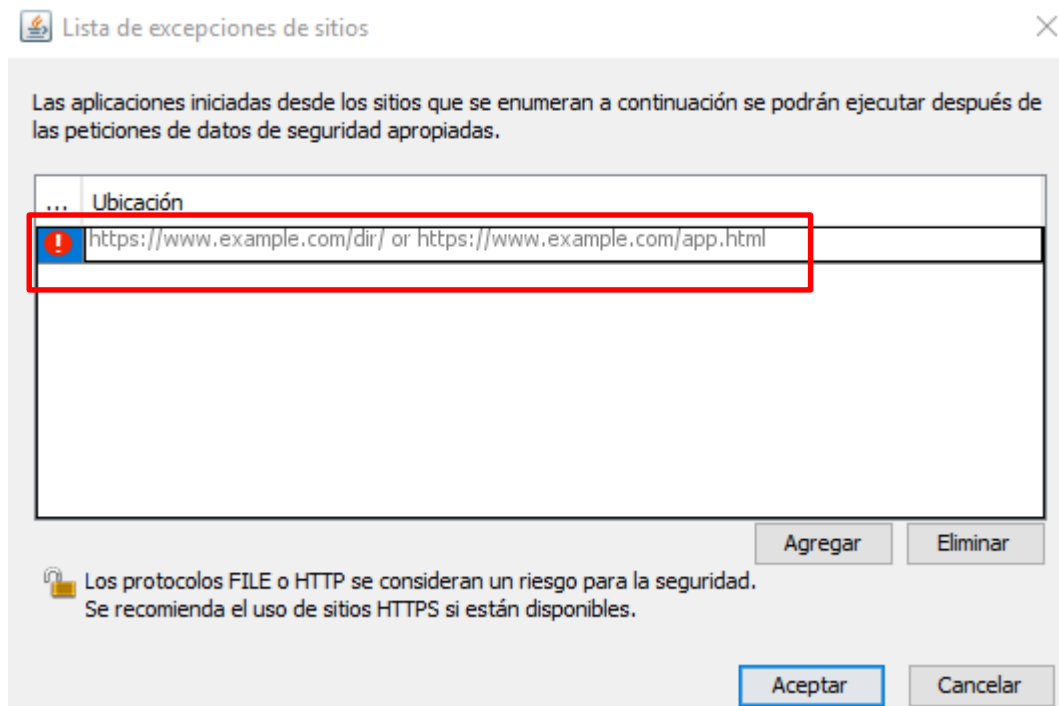 Lista de excepciones de sitios
Las aplicaciones iniciadas desde los sitios que se enumeran a continuación se podrán ejecutar después de
las peticiones de datos de seguridad apropiadas.
... Ubicación
https://www.example.com/dir/ or https://www.example.com/app.html
Agregar Eliminar
Los protocolos FILE o HTTP se consideran un riesgo para la seguridad.
Se recomienda el uso de sitios HTTPS si están disponibles.
Aceptar Cancelar